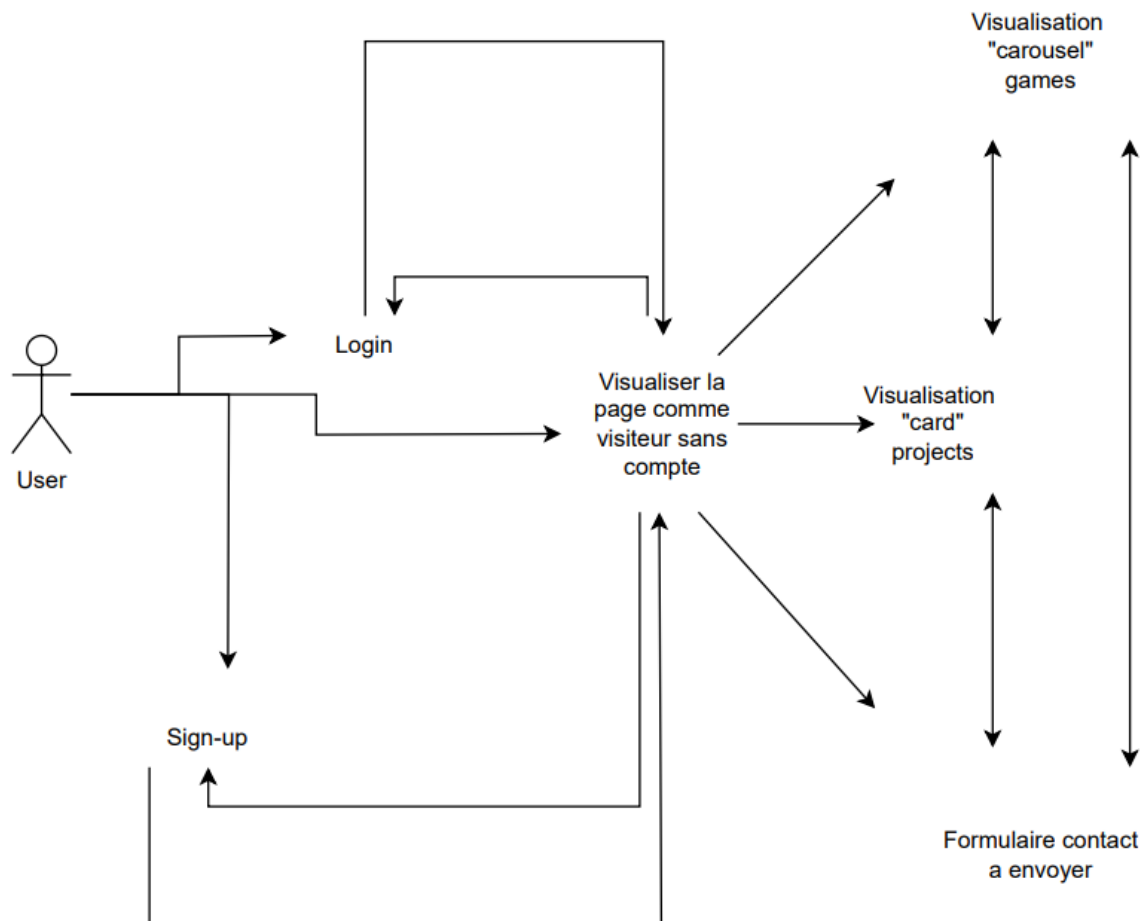 Visualisation
"carousel"
games
Login
User
Visualiser la
page comme
visiteur sans
compte
Visualisation
"card"
projects
Sign-up
Formulaire contact
a envoyer